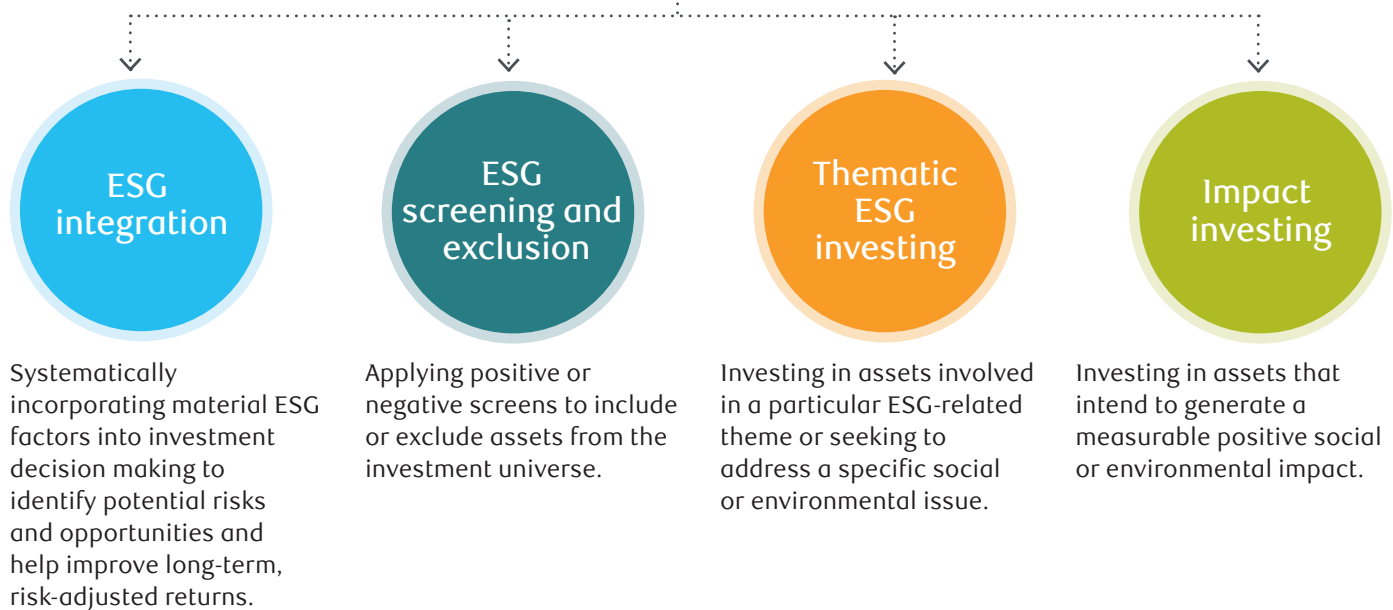 ESG
integration
Systematically
incorporating material ESG
factors into investment
decision making to
identify potential risks
and opportunities and
help improve long-term,
risk-adjusted returns.
ESG
screening and
exclusion
Applying positive or
negative screens to include
or exclude assets from the
investment universe.
Thematic
ESG
investing
Investing in assets involved
in a particular ESG-related
theme or seeking to
address a specific social
or environmental issue.
Impact
investing
Investing in assets that
intend to generate a
measurable positive social
or environmental impact.